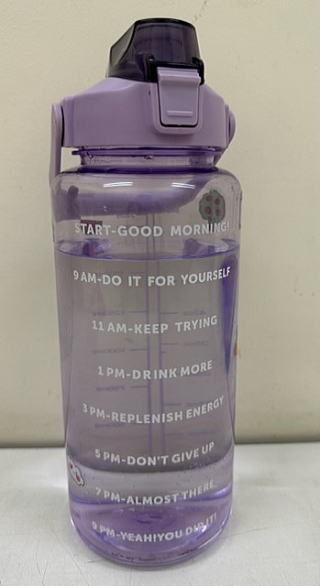 START-GOOD MORNING!
9 AM-DO IT FOR YOURSELF
11 AM-KEEP TRYING
1 PM-DRINK MORE
3 PM-REPLENISH ENERGY
5 PM-DON'T GIVE UP
7 PM-ALMOST THERE
9 PM-YEAH!YOU DID IT!